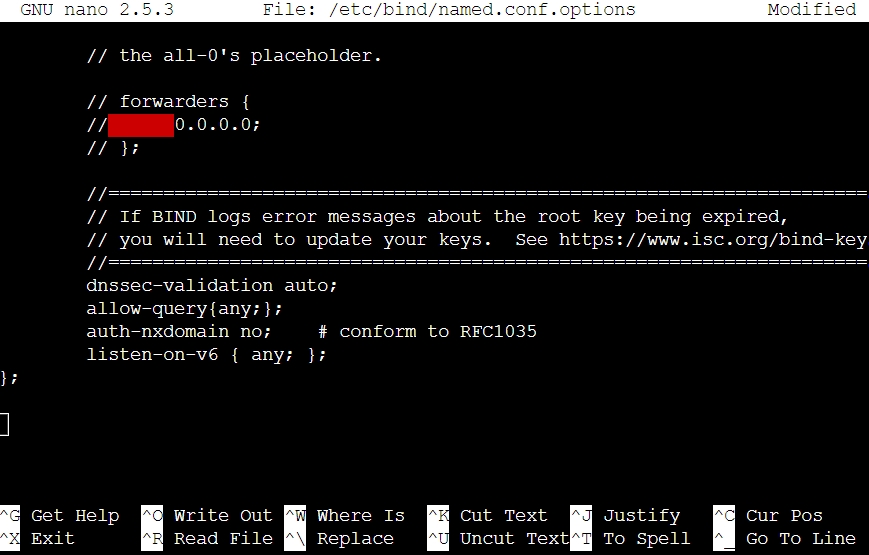 GNU nano 2.5.3 File: /etc/bind/named.conf.options Modified
// the all-0's placeholder.
// forwarders {
// 0.0.0.0;
// };
//=====================================================================
// If BIND logs error messages about the root key being expired,
// you will need to update your keys.  See https://www.isc.org/bind-key
//=====================================================================
dnssec-validation auto;
allow-query{any;};
auth-nxdomain no;    # conform to RFC1035
listen-on-v6 { any; };
};
^G Get Help ^O Write Out ^W Where Is ^K Cut Text ^J Justify ^C Cur Pos
^X Exit ^R Read File ^\ Replace ^U Uncut Text ^T To Spell ^_ Go To Line